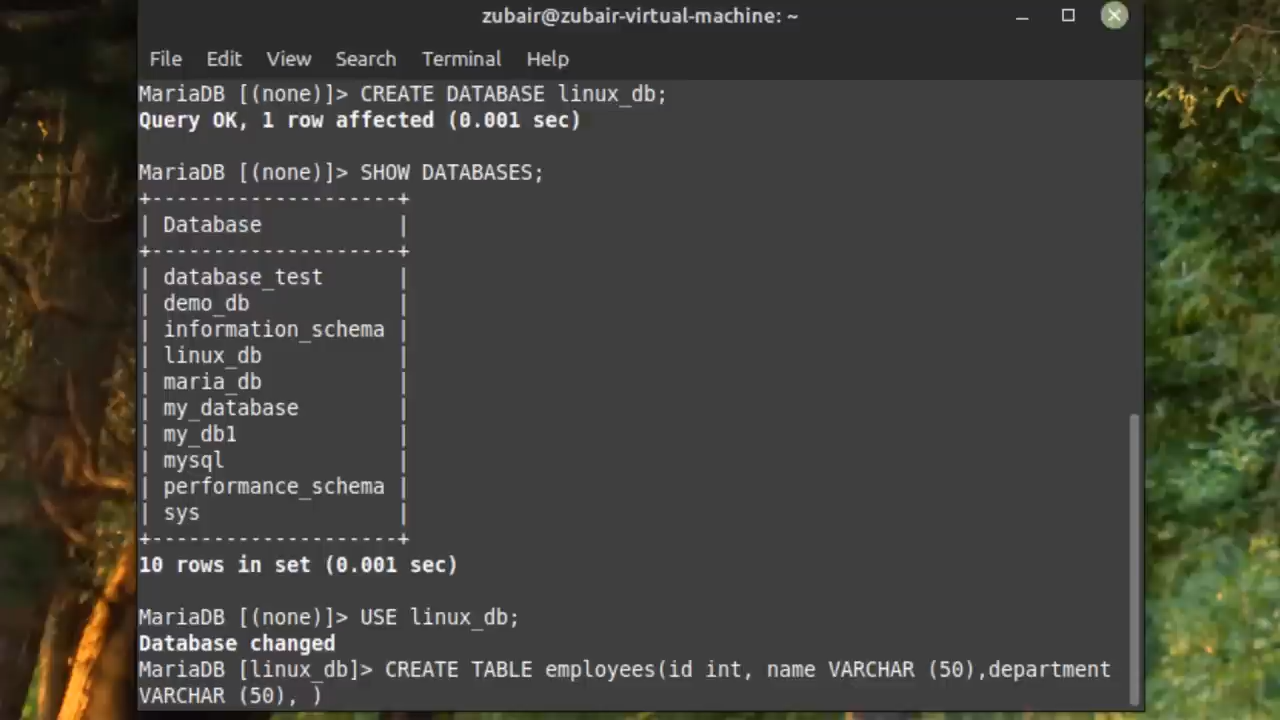 zubair@zubair-virtual-machine: ~
File Edit View Search Terminal Help
MariaDB [(none)]> CREATE DATABASE linux_db;
Query OK, 1 row affected (0.001 sec)
MariaDB [(none)]> SHOW DATABASES;
+--------------------+
| Database           |
+--------------------+
| database_test      |
| demo_db            |
| information_schema |
| linux_db           |
| maria_db           |
| my_database        |
| my_db1             |
| mysql              |
| performance_schema |
| sys                |
+--------------------+
10 rows in set (0.001 sec)
MariaDB [(none)]> USE linux_db;
Database changed
MariaDB [linux_db]> CREATE TABLE employees(id int, name VARCHAR (50),department
VARCHAR (50), )